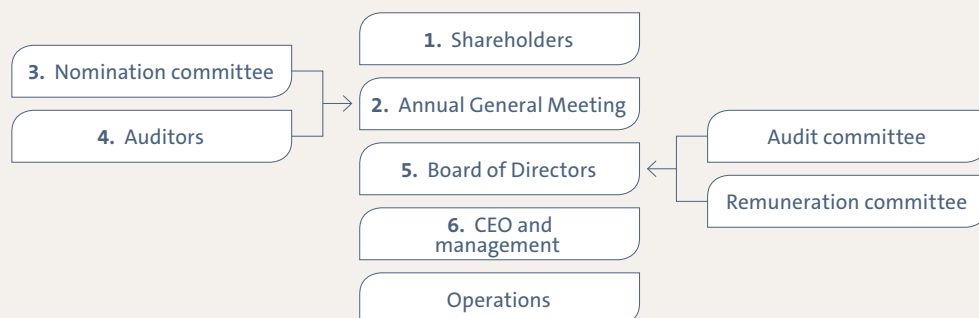 1. Shareholders
3. Nomination committee
2. Annual General Meeting
4. Auditors
Audit committee
5. Board of Directors
Remuneration committee
6. CEO and
management
Operations